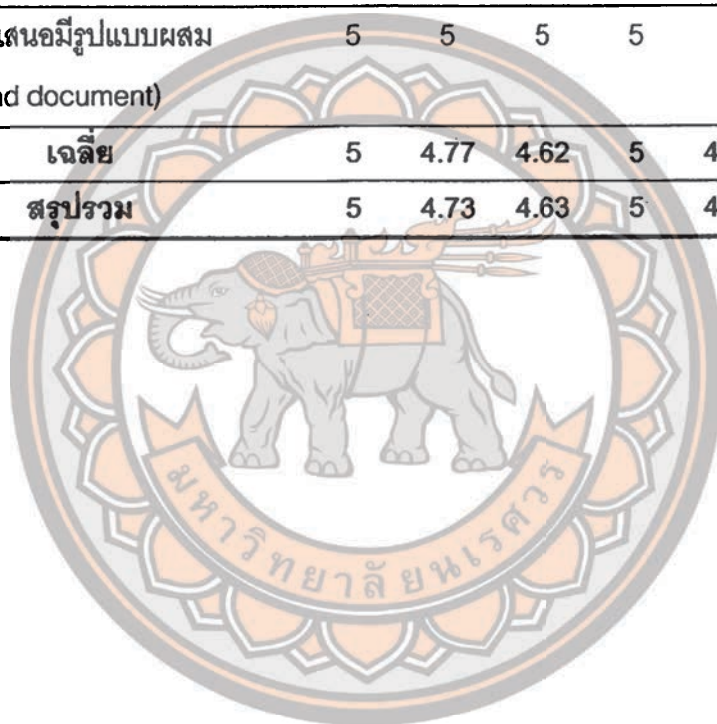 เสนอมีรูปแบบผสม 5 5 5 5
nd document)
เฉลี่ย 5 4.77 4.62 5 4
สรุปรวม 5 4.73 4.63 5 4
มหาวิทยาลัยนเรศวร